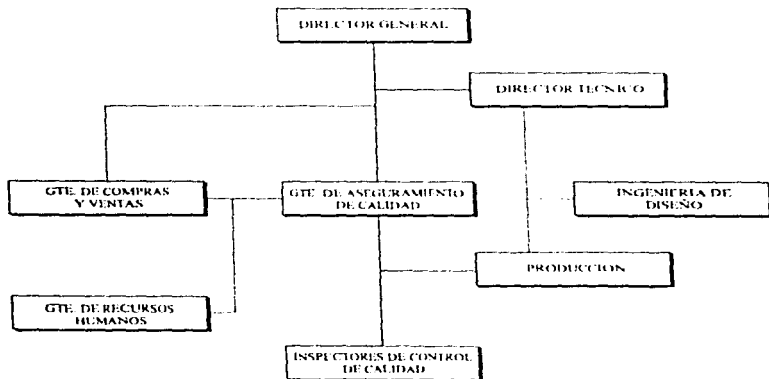 DIRECTOR GENERAL
DIRECTOR TECNICO
GTE. DE COMPRAS
Y VENTAS
GTE. DE ASEGURAMIENTO
DE CALIDAD
INGENIERIA DE
DISEÑO
PRODUCCION
GTE. DE RECURSOS
HUMANOS
INSPECTORES DE CONTROL
DE CALIDAD